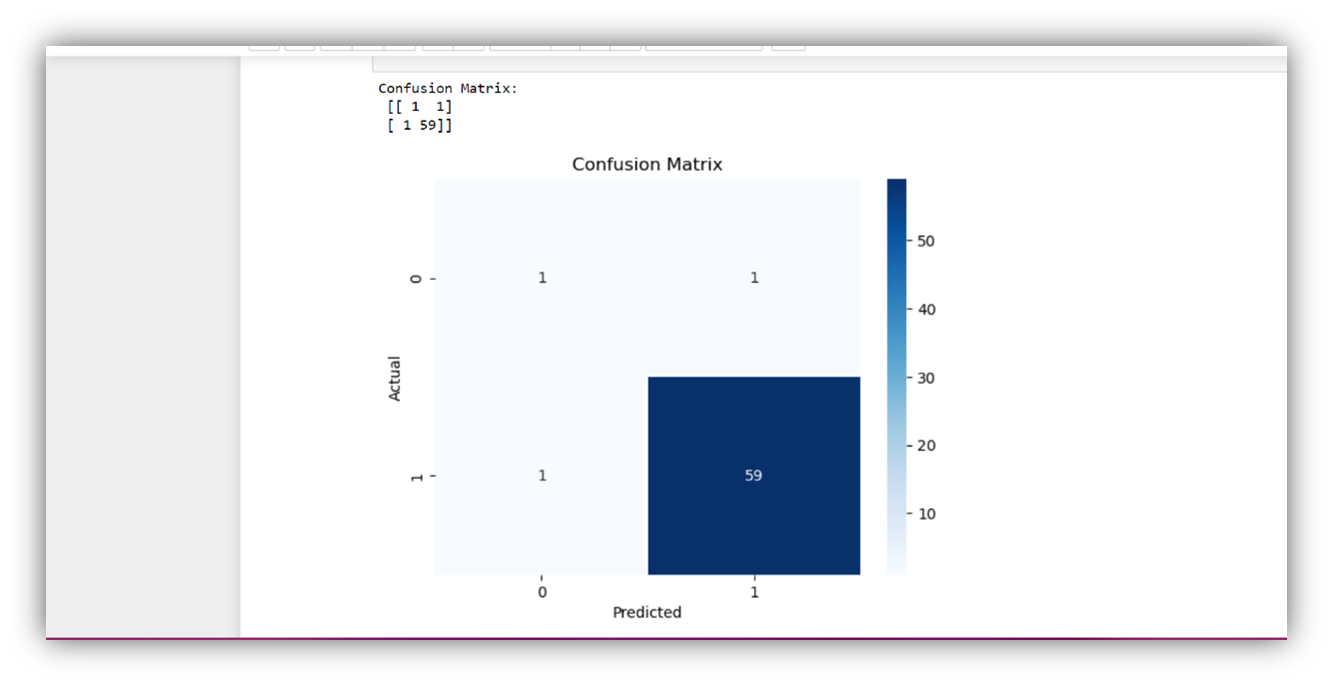 Confusion Matrix:
[[ 1  1]
[ 1 59]]
Confusion Matrix
0
1
1
50
40
Actual
30
20
1
1
59
10
0
1
Predicted